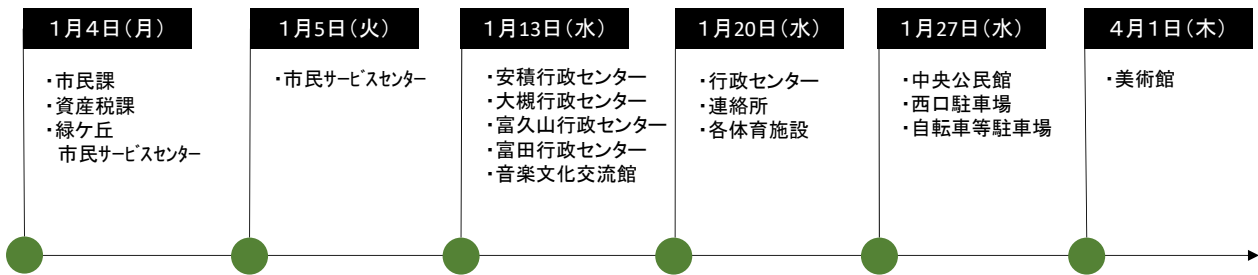 1月4日(月)
・市民課
・資産税課
・緑ケ丘
市民サービスセンター
1月5日(火)
・市民サービスセンター
1月13日(水)
・安積行政センター
・大槻行政センター
・富久山行政センター
・富田行政センター
・音楽文化交流館
1月20日(水)
・行政センター
・連絡所
・各体育施設
1月27日(水)
・中央公民館
・西口駐車場
・自転車等駐車場
4月1日(木)
・美術館